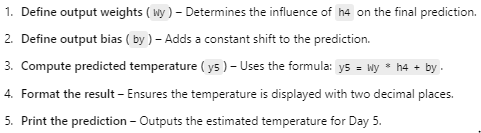 1. Define output weights ( Wy ) – Determines the influence of h4 on the final prediction.
2. Define output bias ( by ) – Adds a constant shift to the prediction.
3. Compute predicted temperature ( y5 ) – Uses the formula: y5 = Wy * h4 + by .
4. Format the result – Ensures the temperature is displayed with two decimal places.
5. Print the prediction – Outputs the estimated temperature for Day 5.
.